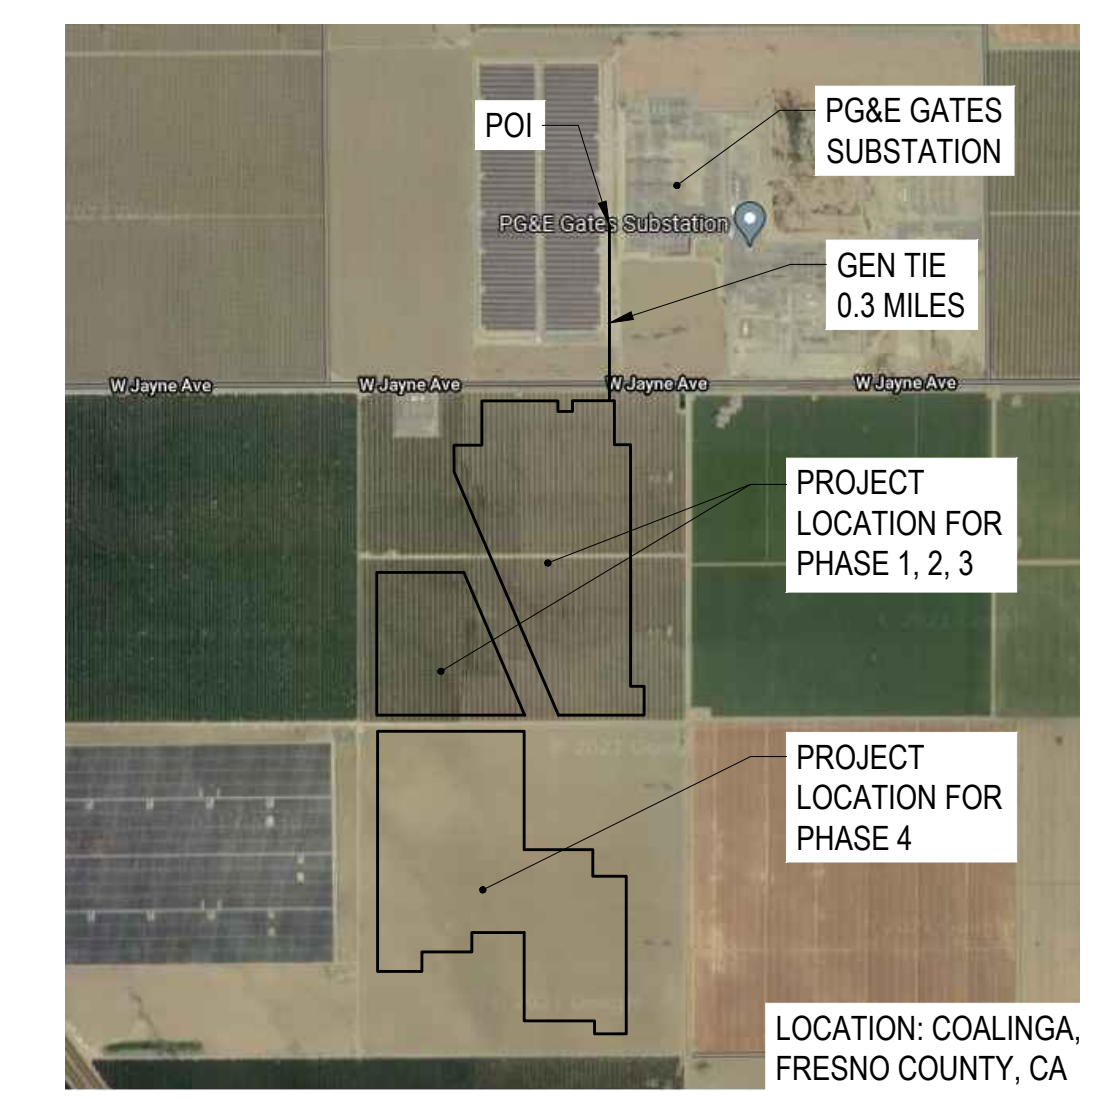 POI
PG&E GATES
SUBSTATION
PG&E Gates Substation
GEN TIE
0.3 MILES
W Jayne Ave
W Jayne Ave
W Jayne Ave
W Jayne Ave
PROJECT
LOCATION FOR
PHASE 1, 2, 3
PROJECT
LOCATION FOR
PHASE 4
LOCATION: COALINGA,
FRESNO COUNTY, CA